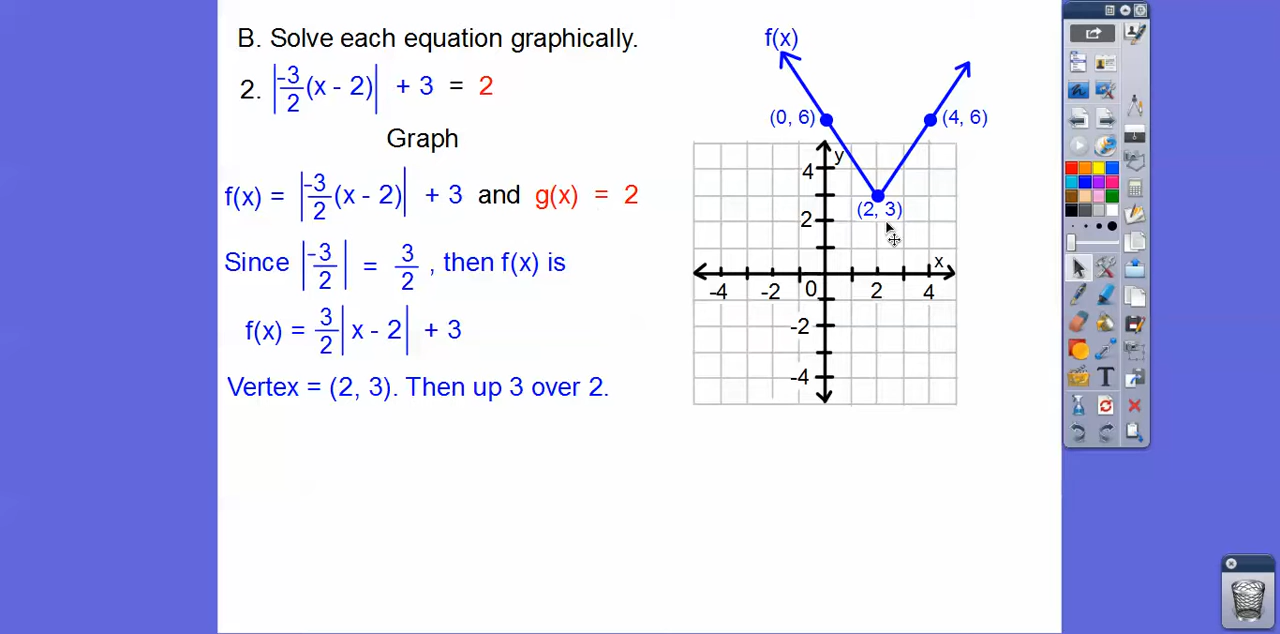 B. Solve each equation graphically.
2. |-3/2(x - 2)| + 3 = 2
Graph
f(x) = |-3/2(x - 2)| + 3 and g(x) = 2
Since |-3/2| = 3/2, then f(x) is
f(x) = 3/2|x - 2| + 3
Vertex = (2, 3). Then up 3 over 2.
f(x)
(0, 6)
(4, 6)
y
4
(2, 3)
2
x
-4 -2 0 2 4
-2
-4
T